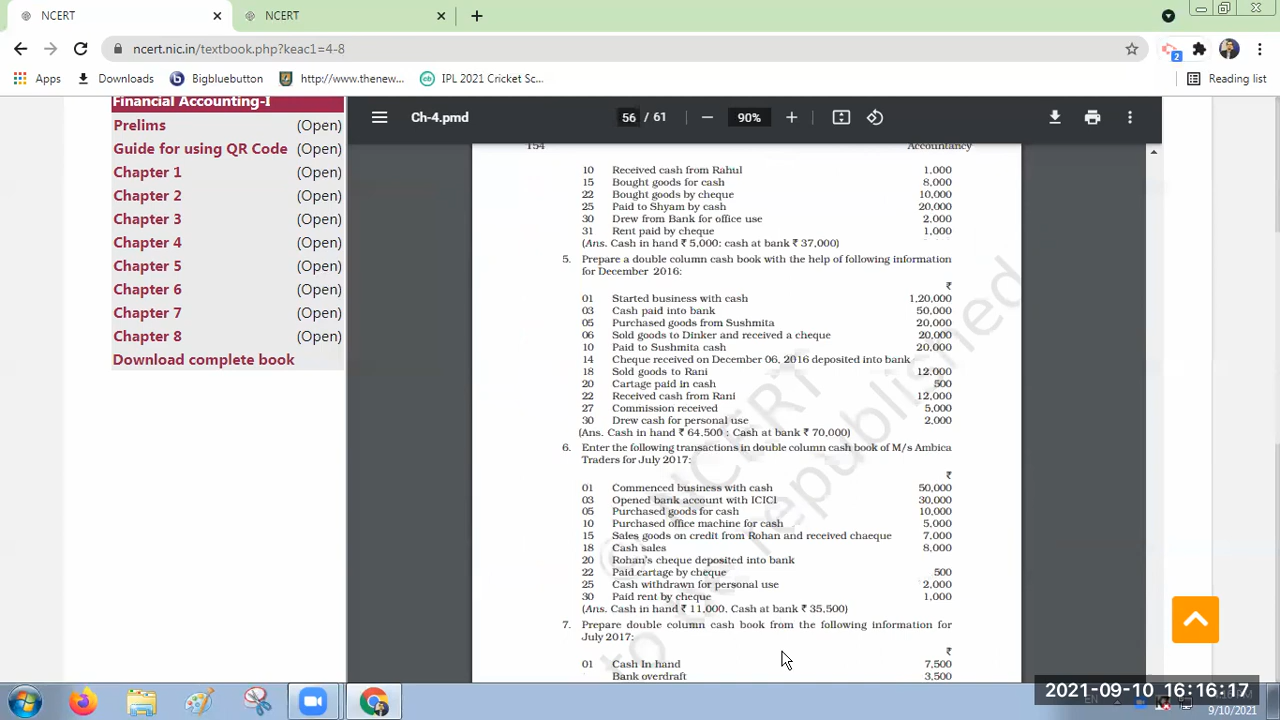 NCERT
NCERT
ncert.nic.in/textbook.php?keac1=4-8
2
Apps Downloads Bigbluebutton http://www.thenew... IPL 2021 Cricket Sc... Reading list
Financial Accounting-I
Prelims (Open)
Guide for using QR Code (Open)
Chapter 1 (Open)
Chapter 2 (Open)
Chapter 3 (Open)
Chapter 4 (Open)
Chapter 5 (Open)
Chapter 6 (Open)
Chapter 7 (Open)
Chapter 8 (Open)
Download complete book
Ch-4.pmd 56 / 61 90%
154 Accountancy
10 Received cash from Rahul 1,000
15 Bought goods for cash 8,000
22 Bought goods by cheque 10,000
25 Paid to Shyam by cash 20,000
30 Drew from Bank for office use 2,000
31 Rent paid by cheque 1,000
(Ans. Cash in hand ₹ 5,000: cash at bank ₹ 37,000)
5. Prepare a double column cash book with the help of following information
for December 2016:
₹
01 Started business with cash 1,20,000
03 Cash paid into bank 50,000
05 Purchased goods from Sushmita 20,000
06 Sold goods to Dinker and received a cheque 20,000
10 Paid to Sushmita cash 20,000
14 Cheque received on December 06, 2016 deposited into bank
18 Sold goods to Rani 12,000
20 Cartage paid in cash 500
22 Received cash from Rani 12,000
27 Commission received 5,000
30 Drew cash for personal use 2,000
(Ans. Cash in hand ₹ 64,500 ; Cash at bank ₹ 70,000)
6. Enter the following transactions in double column cash book of M/s Ambica
Traders for July 2017:
₹
01 Commenced business with cash 50,000
03 Opened bank account with ICICI 30,000
05 Purchased goods for cash 10,000
10 Purchased office machine for cash 5,000
15 Sales goods on credit from Rohan and received chaeque 7,000
18 Cash sales 8,000
20 Rohan's cheque deposited into bank
22 Paid cartage by cheque 500
25 Cash withdrawn for personal use 2,000
30 Paid rent by cheque 1,000
(Ans. Cash in hand ₹ 11,000, Cash at bank ₹ 35,500)
7. Prepare double column cash book from the following information for
July 2017:
₹
01 Cash In hand 7,500
Bank overdraft 3,500
© NCERT
to be republished
2021-09-10 16:16:17
EN
9/10/2021